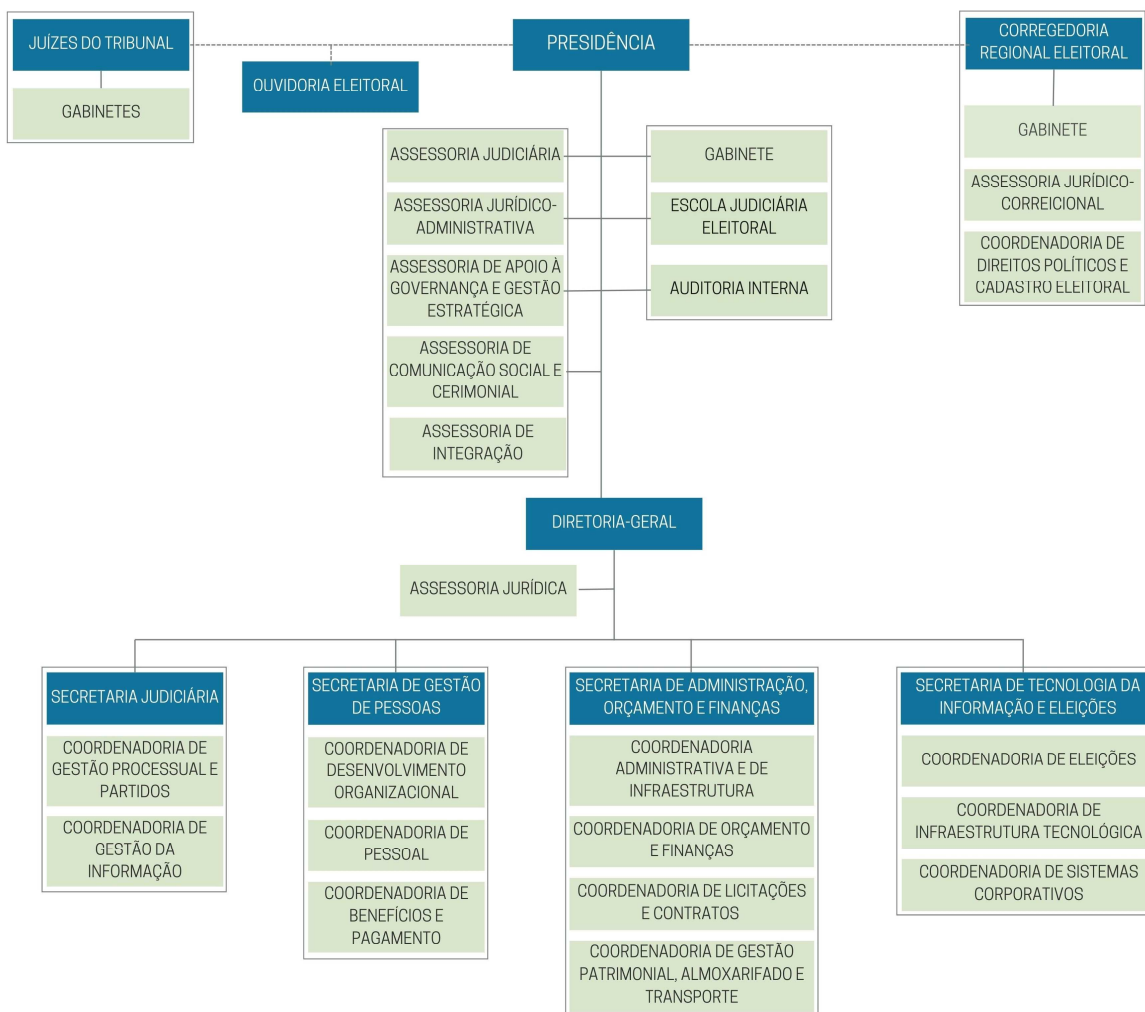 JUÍZES DO TRIBUNAL
GABINETES
OUVIDORIA ELEITORAL
PRESIDÊNCIA
CORREGEDORIA
REGIONAL ELEITORAL
GABINETE
ASSESSORIA JURÍDICO-
CORREICIONAL
COORDENADORIA DE
DIREITOS POLÍTICOS E
CADASTRO ELEITORAL
ASSESSORIA JUDICIÁRIA
ASSESSORIA JURÍDICO-
ADMINISTRATIVA
ASSESSORIA DE APOIO À
GOVERNANÇA E GESTÃO
ESTRATÉGICA
ASSESSORIA DE
COMUNICAÇÃO SOCIAL E
CERIMONIAL
ASSESSORIA DE
INTEGRAÇÃO
GABINETE
ESCOLA JUDICIÁRIA
ELEITORAL
AUDITORIA INTERNA
DIRETORIA-GERAL
ASSESSORIA JURÍDICA
SECRETARIA JUDICIÁRIA
COORDENADORIA DE
GESTÃO PROCESSUAL E
PARTIDOS
COORDENADORIA DE
GESTÃO DA
INFORMAÇÃO
SECRETARIA DE GESTÃO
DE PESSOAS
COORDENADORIA DE
DESENVOLVIMENTO
ORGANIZACIONAL
COORDENADORIA DE
PESSOAL
COORDENADORIA DE
BENEFÍCIOS E
PAGAMENTO
SECRETARIA DE ADMINISTRAÇÃO,
ORÇAMENTO E FINANÇAS
COORDENADORIA
ADMINISTRATIVA E DE
INFRAESTRUTURA
COORDENADORIA DE ORÇAMENTO
E FINANÇAS
COORDENADORIA DE LICITAÇÕES
E CONTRATOS
COORDENADORIA DE GESTÃO
PATRIMONIAL, ALMOXARIFADO E
TRANSPORTE
SECRETARIA DE TECNOLOGIA DA
INFORMAÇÃO E ELEIÇÕES
COORDENADORIA DE ELEIÇÕES
COORDENADORIA DE
INFRAESTRUTURA TECNOLÓGICA
COORDENADORIA DE SISTEMAS
CORPORATIVOS